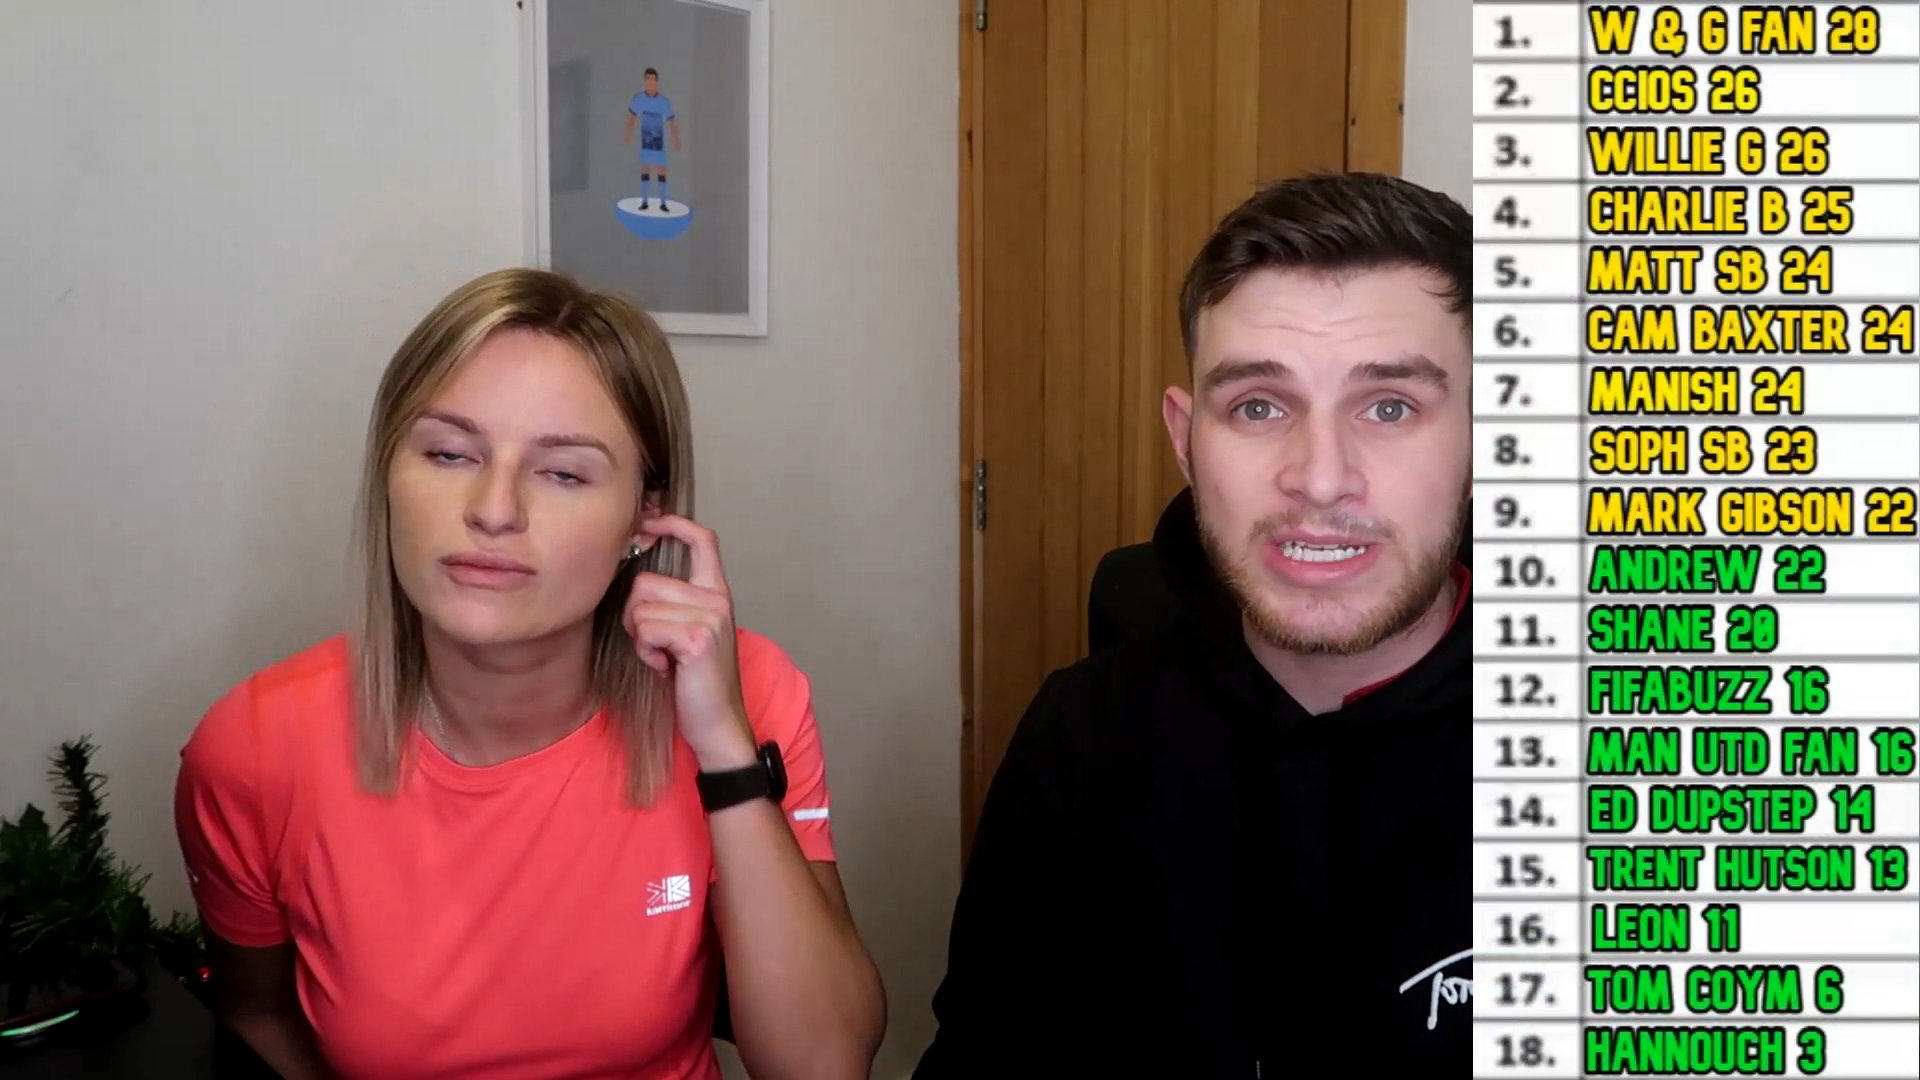 1. W & G FAN 28
2. CCIOS 26
3. WILLIE G 26
4. CHARLIE B 25
5. MATT SB 24
6. CAM BAXTER 24
7. MANISH 24
8. SOPH SB 23
9. MARK GIBSON 22
10. ANDREW 22
11. SHANE 20
12. FIFABUZZ 16
13. MAN UTD FAN 16
14. ED DUPSTEP 14
15. TRENT HUTSON 13
16. LEON 11
17. TOM COYM 6
18. HANNOUCH 3
karrimor